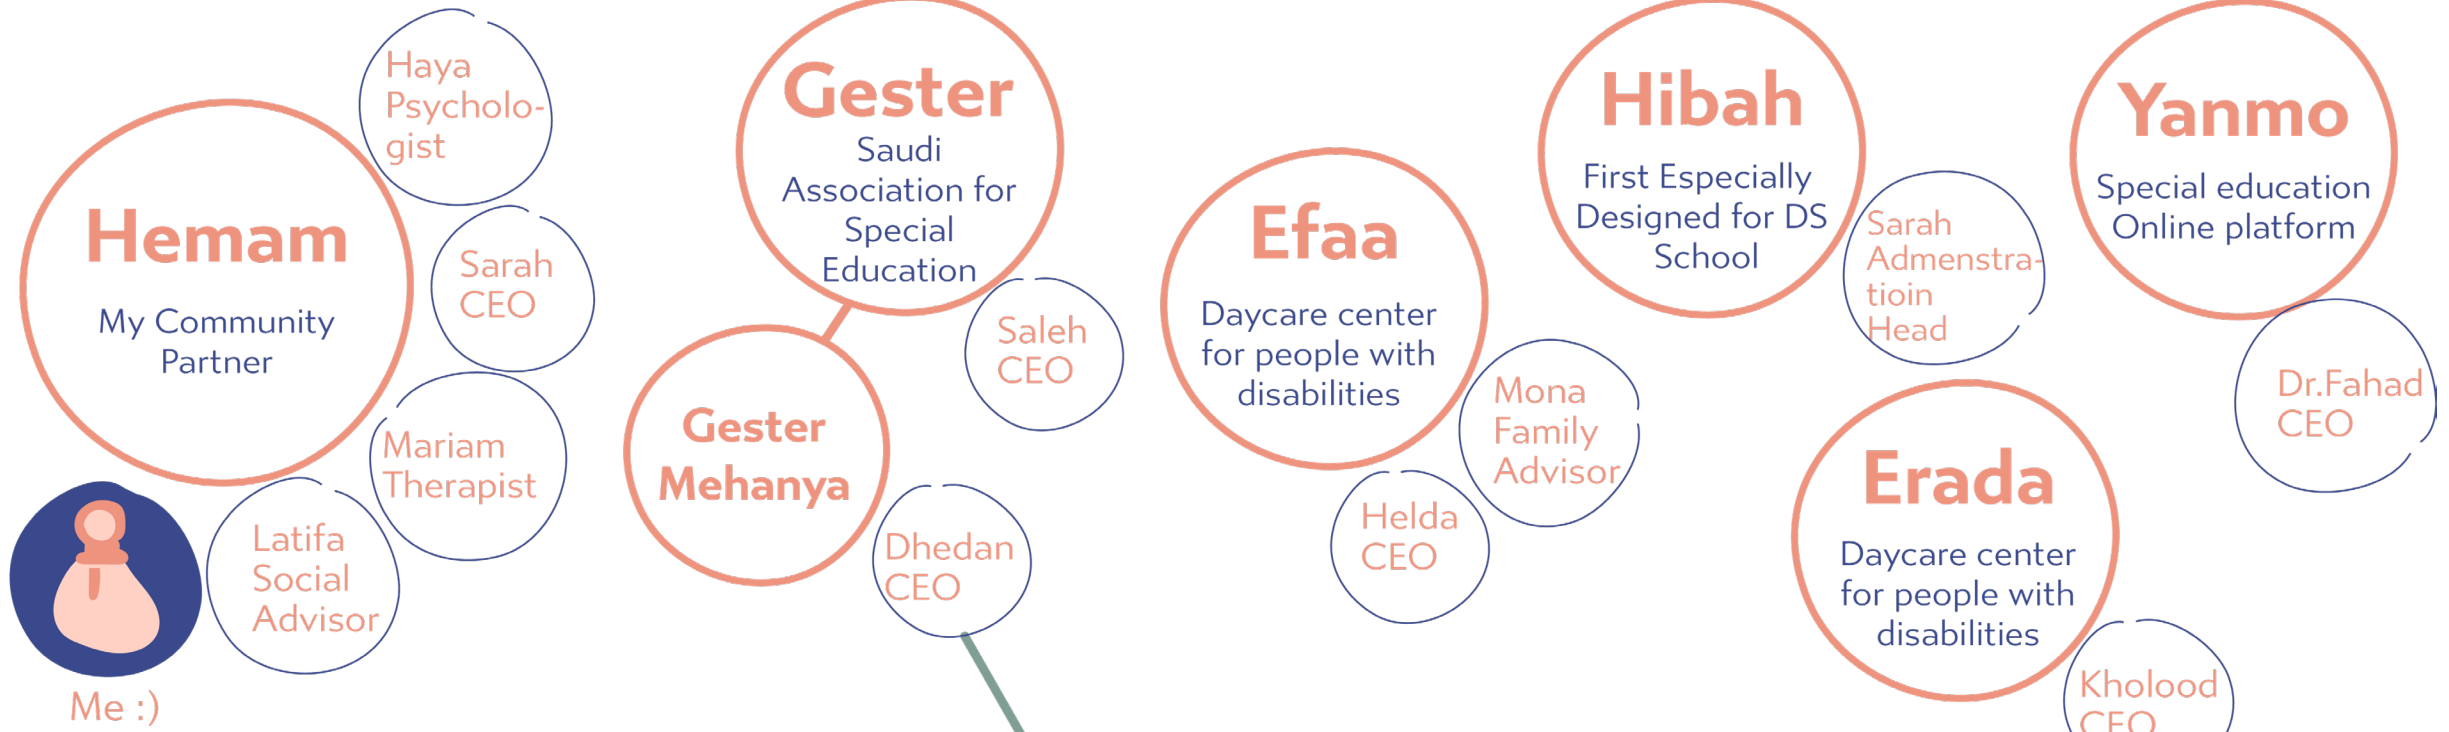 Haya
Psycholo-
gist
Hemam
My Community
Partner
Sarah
CEO
Mariam
Therapist
Latifa
Social
Advisor
Me :)
Gester
Saudi
Association for
Special
Education
Saleh
CEO
Gester
Mehanya
Dhedan
CEO
Efaa
Daycare center
for people with
disabilities
Mona
Family
Advisor
Helda
CEO
Hibah
First Especially
Designed for DS
School
Sarah
Admenstra-
tioin
Head
Yanmo
Special education
Online platform
Dr.Fahad
CEO
Erada
Daycare center
for people with
disabilities
Kholood
CEO